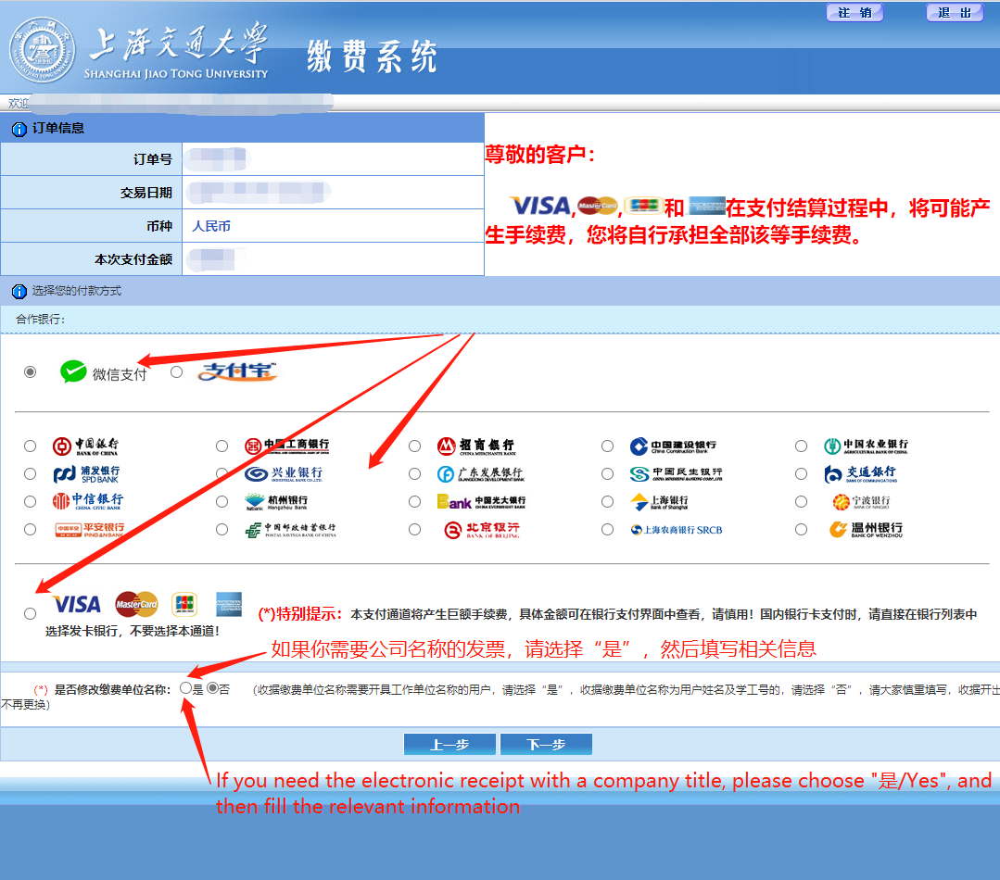 注 销
退 出
上海交通大学
SHANGHAI JIAO TONG UNIVERSITY
缴费系统
欢迎
订单信息
订单号
交易日期
币种
人民币
本次支付金额
尊敬的客户：
VISA, MasterCard, JCB和 在支付结算过程中，将可能产
生手续费，您将自行承担全部该等手续费。
选择您的付款方式
合作银行：
微信支付
支付宝
中国银行
BANK OF CHINA
中国工商银行
招商银行
CHINA MERCHANTS BANK
中国建设银行
China Construction Bank
中国农业银行
AGRICULTURAL BANK OF CHINA
浦发银行
SPD BANK
兴业银行
INDUSTRIAL BANK CO.,LTD.
广东发展银行
GUANGDONG DEVELOPMENT BANK
中国民生银行
CHINA MINSHENG BANKING CORP.,LTD.
交通银行
BANK OF COMMUNICATIONS
中信银行
CHINA CITIC BANK
杭州银行
Hangzhou Bank
Bank 中国光大银行
CHINA EVERBRIGHT BANK
上海银行
Bank of Shanghai
宁波银行
BANK OF NINGBO
中国平安 平安银行
PING AN BANK
中国邮政储蓄银行
POSTAL SAVINGS BANK OF CHINA
北京银行
BANK OF BEIJING
上海农商银行 SRCB
温州银行
BANK OF WENZHOU
VISA MasterCard JCB
(*)特别提示：本支付通道将产生巨额手续费，具体金额可在银行支付界面中查看，请慎用！国内银行卡支付时，请直接在银行列表中
选择发卡银行，不要选择本通道！
如果你需要公司名称的发票，请选择“是”，然后填写相关信息
(*) 是否修改缴费单位名称： 是 否 （收据缴费单位名称需要开具工作单位名称的用户，请选择“是”，收据缴费单位名称为用户姓名及学工号的，请选择“否”，请大家慎重填写，收据开出
不再更换）
上一步
下一步
If you need the electronic receipt with a company title, please choose "是/Yes", and
then fill the relevant information